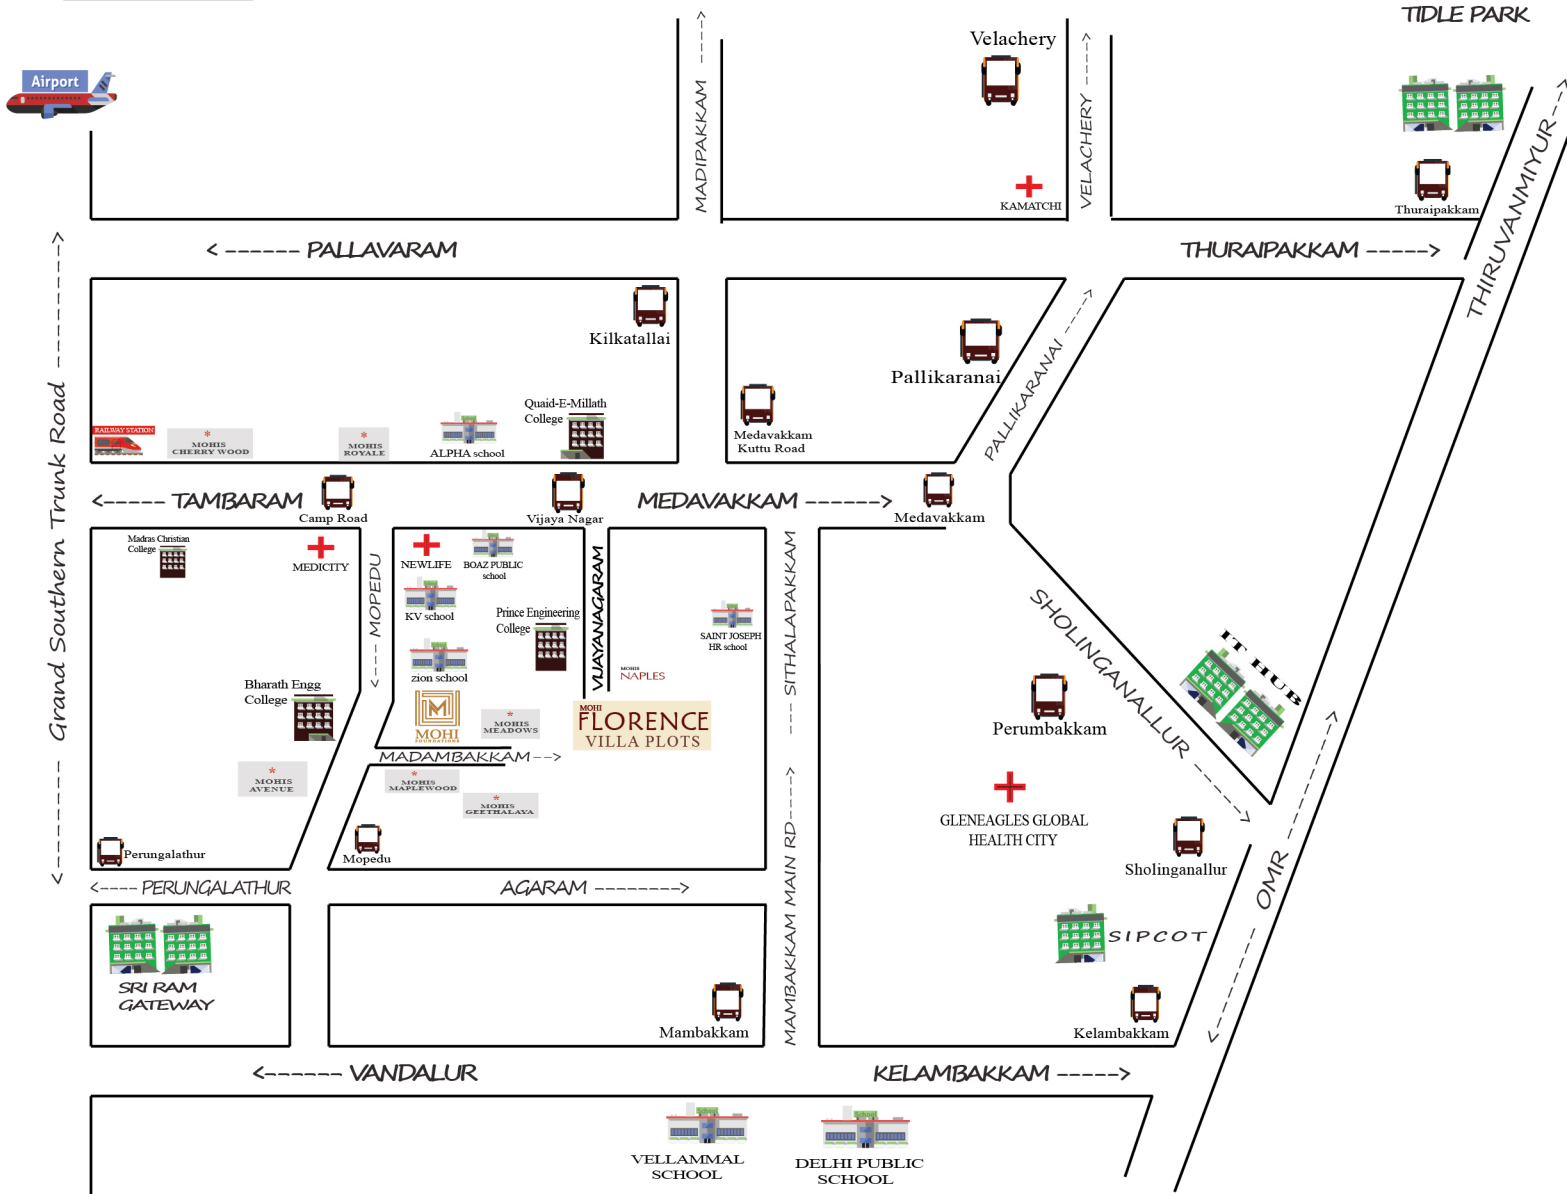 TIDLE PARK
Velachery
Airport
MADIPAKKAM
VELACHERY
THIRUVANMIYUR
KAMATCHI
Thuraipakkam
PALLAVARAM
THURAIPAKKAM
Grand Southern Trunk Road
Kilkatallai
Pallikaranai
PALLIKARANAI
Quaid-E-Millath
College
RAILWAY STATION
MOHIS
CHERRY WOOD
MOHIS
ROYALE
ALPHA school
Medavakkam
Kuttu Road
TAMBARAM
Camp Road
Vijaya Nagar
MEDAVAKKAM
Medavakkam
Madras Christian
College
MEDICITY
MOPEDU
NEWLIFE
BOAZ PUBLIC
school
KV school
Prince Engineering
College
VIJAYANAGARAM
SAINT JOSEPH
HR school
SITHALAPAKKAM
SHOLINGANALLUR
IT HUB
zion school
MOHIS
NAPLES
Bharath Engg
College
MOHI
FOUNDATIONS
MOHIS
MEADOWS
MOHI
FLORENCE
VILLA PLOTS
Perumbakkam
MADAMBAKKAM
MOHIS
AVENUE
MOHIS
MAPLEWOOD
MOHIS
GEETHALAYA
GLENEAGLES GLOBAL
HEALTH CITY
Perungalathur
Mopedu
Sholinganallur
OMR
PERUNGALATHUR
AGARAM
MAMBAKKAM MAIN RD
SIPCOT
SRI RAM
GATEWAY
Mambakkam
Kelambakkam
VANDALUR
KELAMBAKKAM
School
VELLAMMAL
SCHOOL
School
DELHI PUBLIC
SCHOOL